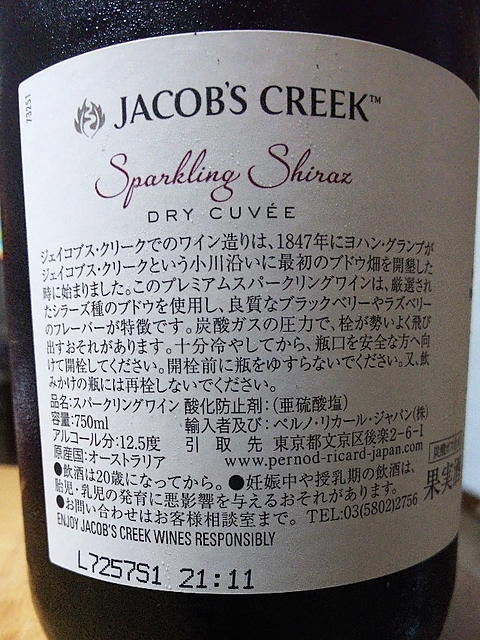 73251
JACOB'S CREEK™
Sparkling Shiraz
DRY CUVÉE
ジェイコブス・クリークでのワイン造りは、1847年にヨハン・グランプが
ジェイコブス・クリークという小川沿いに最初のブドウ畑を開墾した
時に始まりました。このプレミアムスパークリングワインは、厳選され
たシラーズ種のブドウを使用し、良質なブラックベリーやラズベリー
のフレーバーが特徴です。炭酸ガスの圧力で、栓が勢いよく飛び
出すおそれがあります。十分冷やしてから、瓶口を安全な方へ向
けて開栓してください。開栓前に瓶をゆすらないでください。又、飲
みかけの瓶には再栓しないでください。
品名:スパークリングワイン 酸化防止剤:(亜硫酸塩)
容量:750ml 輸入者及び:ペルノ・リカール・ジャパン(株)
アルコール分:12.5度 引取先 東京都文京区後楽2-6-1
原産国:オーストラリア www.pernod-ricard-japan.com
●飲酒は20歳になってから。●妊娠中や授乳期の飲酒は、
胎児・乳児の発育に悪影響を与えるおそれがあります。
●お問い合わせはお客様相談室まで。 TEL:03(5802)2756
果実酒
ENJOY JACOB'S CREEK WINES RESPONSIBLY
L7257S1 21:11